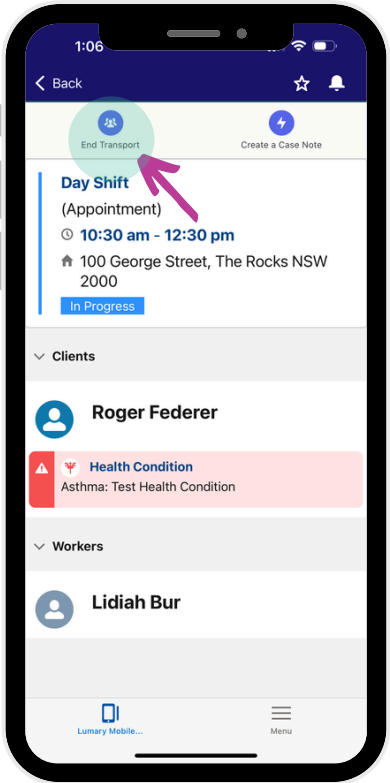 1:06
Back
End Transport
Create a Case Note
Day Shift
(Appointment)
10:30 am - 12:30 pm
100 George Street, The Rocks NSW
2000
In Progress
Clients
Roger Federer
Health Condition
Asthma: Test Health Condition
Workers
Lidiah Bur
Lumary Mobile...
Menu